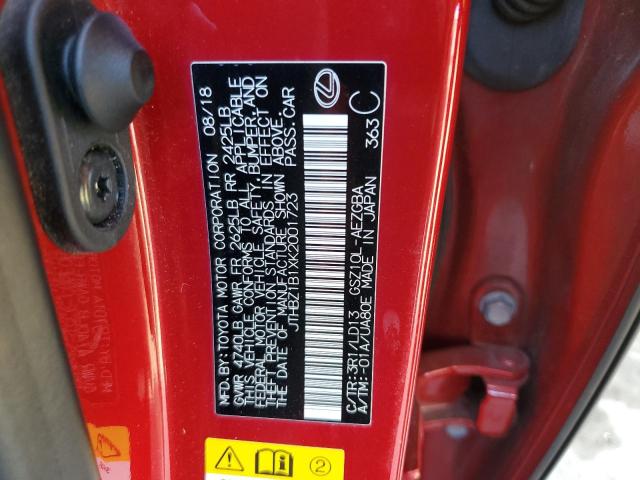 MFD.BY:TOYOTA MOTOR CORPORATION 08/18
GVWR 4740LB GAWR FR 2625LB RR 2425LB
THIS VEHICLE CONFORMS TO ALL APPLICABLE
FEDERAL MOTOR VEHICLE SAFETY, BUMPER, AND
THEFT PREVENTION STANDARDS IN EFFECT ON
THE DATE OF MANUFACTURE SHOWN ABOVE.
JTHBZ1B1XK2001723 PASS.CAR
C/TR:3R1/LD13 GSZ10L-AEZGBA
A/TM:-01A/UA80E MADE IN JAPAN 363 C
2